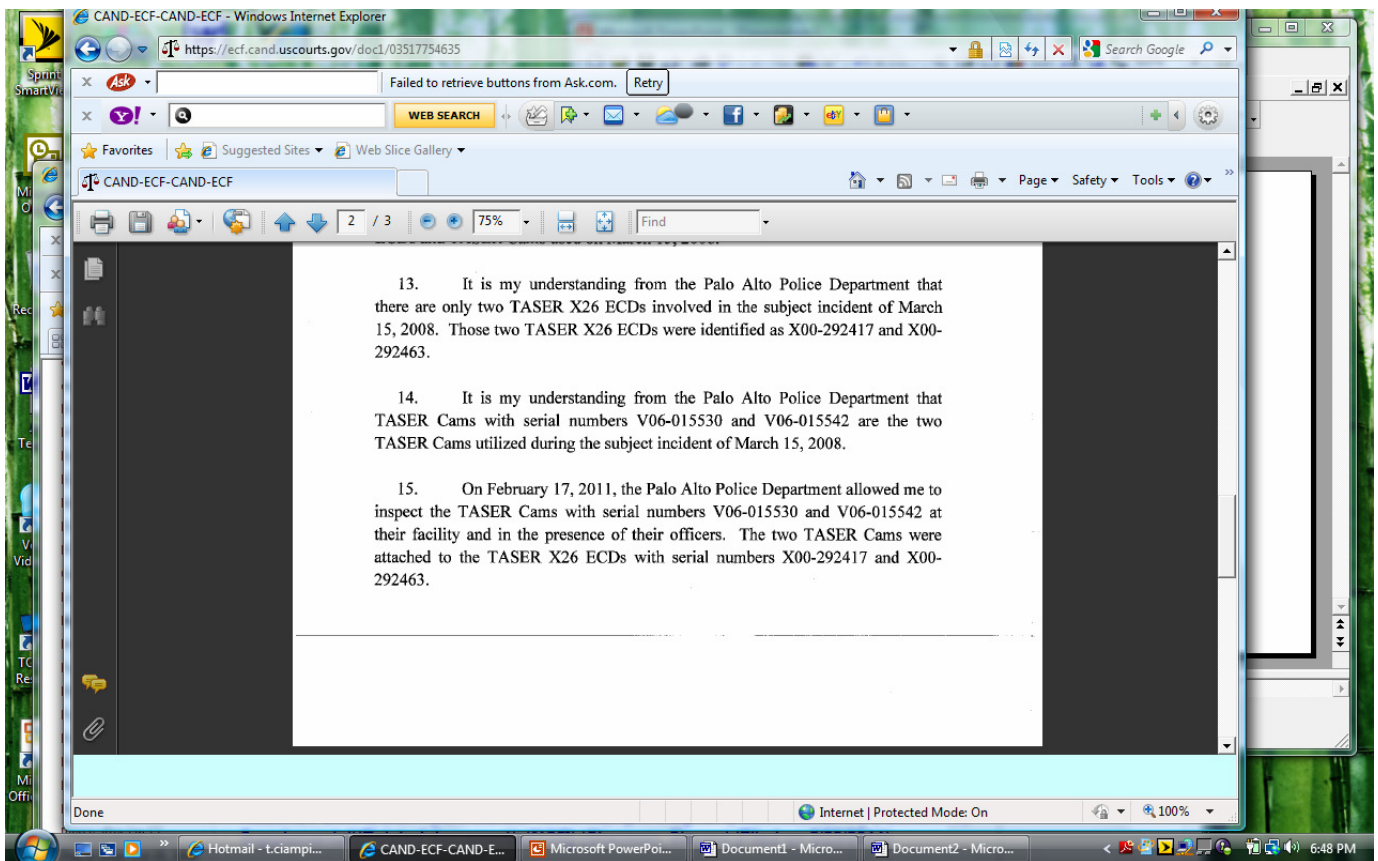 CAND-ECF-CAND-ECF - Windows Internet Explorer
https://ecf.cand.uscourts.gov/doc1/03517754635
Search Google
Sprint
SmartVie
x Ask
Failed to retrieve buttons from Ask.com. Retry
x Y!
WEB SEARCH
Favorites Suggested Sites Web Slice Gallery
CAND-ECF-CAND-ECF
Page Safety Tools
2 / 3 75% Find
13. It is my understanding from the Palo Alto Police Department that
there are only two TASER X26 ECDs involved in the subject incident of March
15, 2008. Those two TASER X26 ECDs were identified as X00-292417 and X00-
292463.
14. It is my understanding from the Palo Alto Police Department that
TASER Cams with serial numbers V06-015530 and V06-015542 are the two
TASER Cams utilized during the subject incident of March 15, 2008.
15. On February 17, 2011, the Palo Alto Police Department allowed me to
inspect the TASER Cams with serial numbers V06-015530 and V06-015542 at
their facility and in the presence of their officers. The two TASER Cams were
attached to the TASER X26 ECDs with serial numbers X00-292417 and X00-
292463.
Rec
Te
Vid
TC
Re
Mi
Offi
Done
Internet | Protected Mode: On
100%
Hotmail - t.ciampi...
CAND-ECF-CAND-E...
Microsoft PowerPoi...
Document1 - Micro...
Document2 - Micro...
6:48 PM